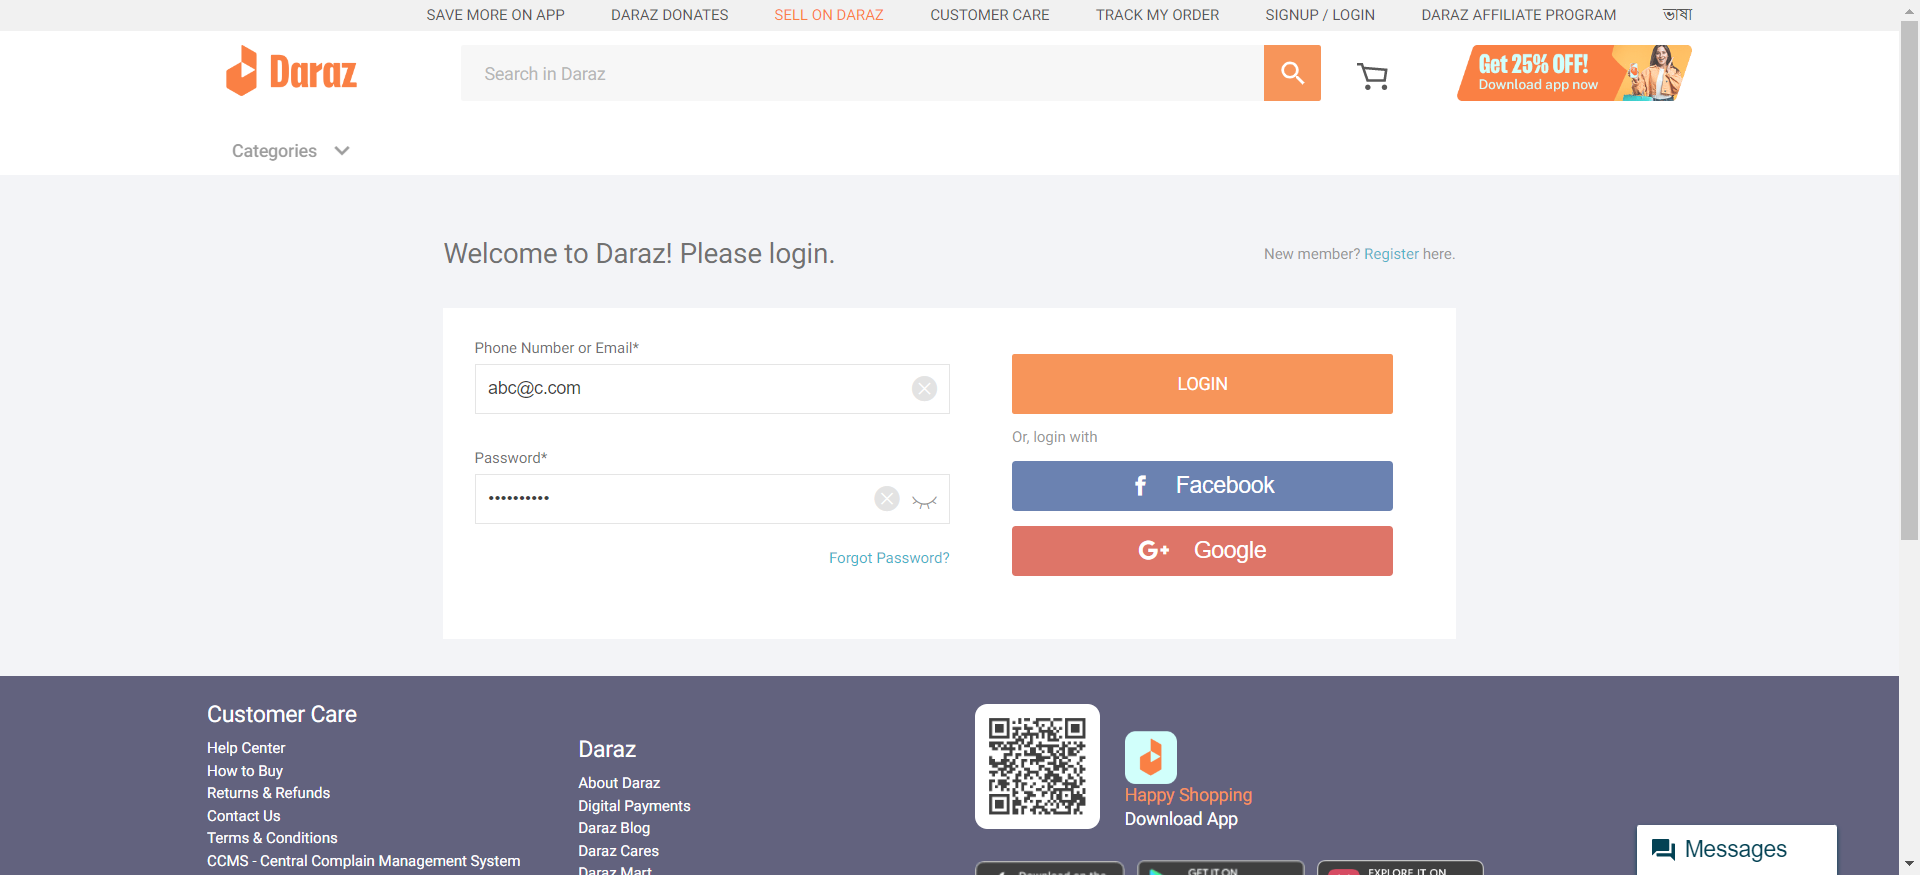 SAVE MORE ON APP DARAZ DONATES SELL ON DARAZ CUSTOMER CARE TRACK MY ORDER SIGNUP / LOGIN DARAZ AFFILIATE PROGRAM ভাষা
Daraz
Search in Daraz
Get 25% OFF!
Download app now
Categories
Welcome to Daraz! Please login.
New member? Register here.
Phone Number or Email*
abc@c.com
Password*
••••••••••
Forgot Password?
LOGIN
Or, login with
Facebook
G+ Google
Customer Care
Help Center
How to Buy
Returns & Refunds
Contact Us
Terms & Conditions
CCMS - Central Complain Management System
Daraz
About Daraz
Digital Payments
Daraz Blog
Daraz Cares
Daraz Mart
Happy Shopping
Download App
Download on the
GET IT ON
EXPLORE IT ON
Messages